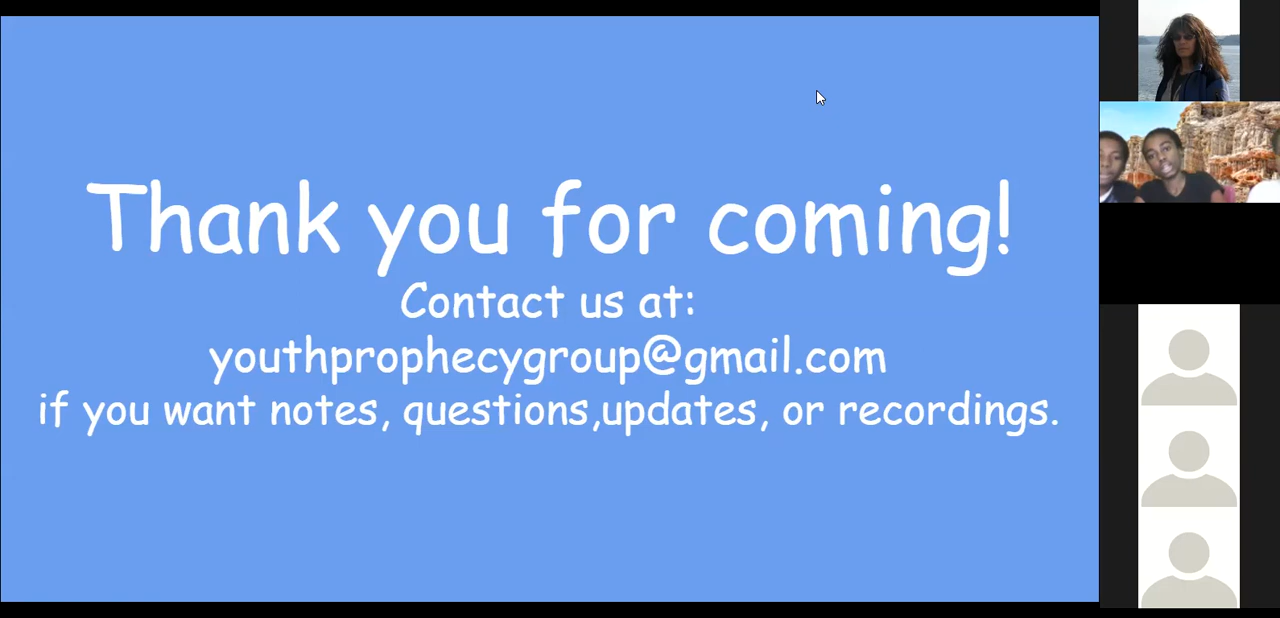 Thank you for coming!
Contact us at:
youthprophecygroup@gmail.com
if you want notes, questions,updates, or recordings.